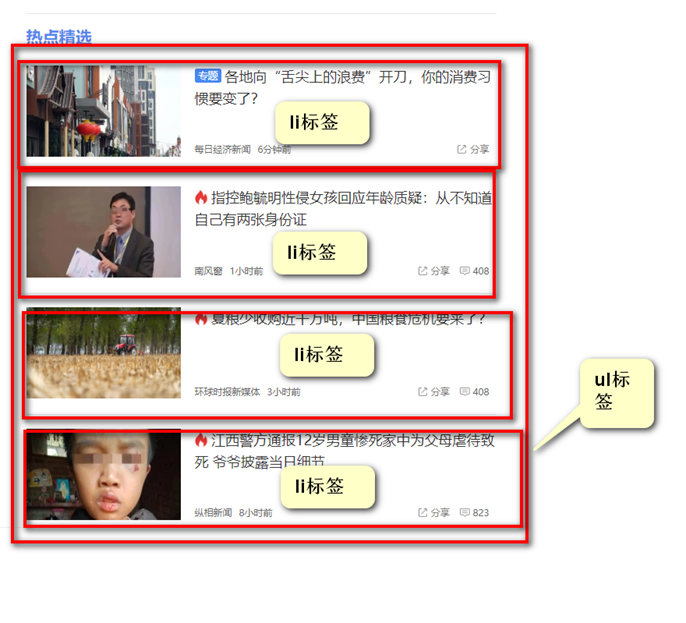 热点精选
专题 各地向“舌尖上的浪费”开刀，你的消费习
惯要变了？
li标签
每日经济新闻 6分钟前 分享
指控鲍毓明性侵女孩回应年龄质疑：从不知道
自己有两张身份证
li标签
南风窗 1小时前 分享 408
夏粮少收购近千万吨，中国粮食危机要来了？
li标签
环球时报新媒体 3小时前 分享 408
ul标
签
江西警方通报12岁男童惨死家中为父母虐待致
死 爷爷披露当日细节
li标签
纵相新闻 8小时前 分享 823